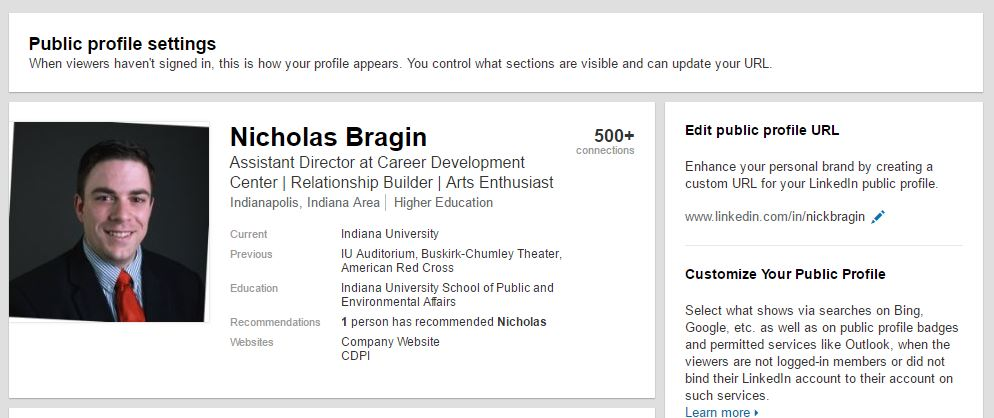 Public profile settings
When viewers haven't signed in, this is how your profile appears. You control what sections are visible and can update your URL.
Nicholas Bragin
500+
connections
Assistant Director at Career Development
Center | Relationship Builder | Arts Enthusiast
Indianapolis, Indiana Area | Higher Education
Current Indiana University
Previous IU Auditorium, Buskirk-Chumley Theater,
American Red Cross
Education Indiana University School of Public and
Environmental Affairs
Recommendations 1 person has recommended Nicholas
Websites Company Website
CDPI
Edit public profile URL
Enhance your personal brand by creating a
custom URL for your LinkedIn public profile.
www.linkedin.com/in/nickbragin
Customize Your Public Profile
Select what shows via searches on Bing,
Google, etc. as well as on public profile badges
and permitted services like Outlook, when the
viewers are not logged-in members or did not
bind their LinkedIn account to their account on
such services.
Learn more